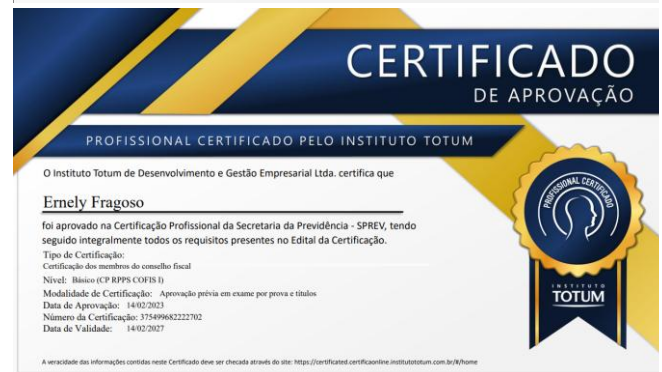 CERTIFICADO
DE APROVAÇÃO
PROFISSIONAL CERTIFICADO PELO INSTITUTO TOTUM
O Instituto Totum de Desenvolvimento e Gestão Empresarial Ltda. certifica que
Ernely Fragoso
foi aprovado na Certificação Profissional da Secretaria da Previdência - SPREV, tendo
seguido integralmente todos os requisitos presentes no Edital da Certificação.
Tipo de Certificação:
Certificação dos membros do conselho fiscal
Nível: Básico (CP RPPS COFIS I)
Modalidade de Certificação: Aprovação prévia em exame por prova e títulos
Data de Aprovação: 14/02/2023
Número da Certificação: 375499682222702
Data de Validade: 14/02/2027
PROFISSIONAL CERTIFICADO
INSTITUTO
TOTUM
A veracidade das informações contidas neste Certificado deve ser checada através do site: https://certificated.certificaonline.institutototum.com.br/#/home